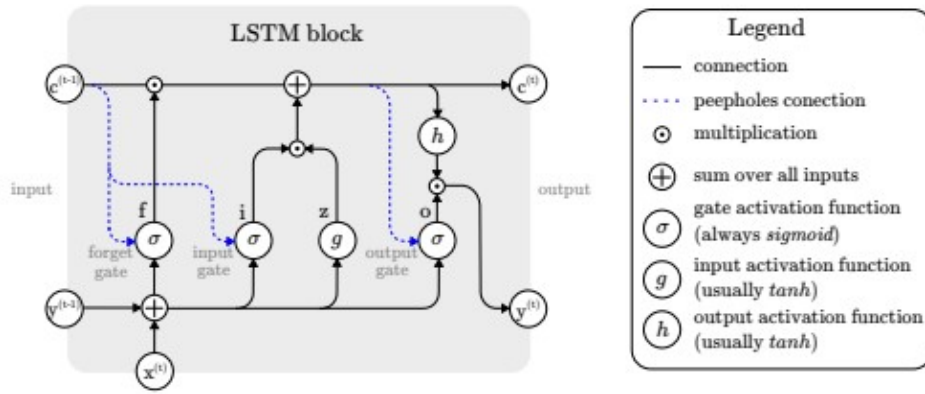 LSTM block
c(t-1)
c(t)
h
input
output
f
i
z
o
σ
σ
g
σ
forget
gate
input
gate
output
gate
y(t-1)
y(t)
x(t)
Legend
connection
peepholes conection
multiplication
sum over all inputs
σ
gate activation function
(always sigmoid)
g
input activation function
(usually tanh)
h
output activation function
(usually tanh)